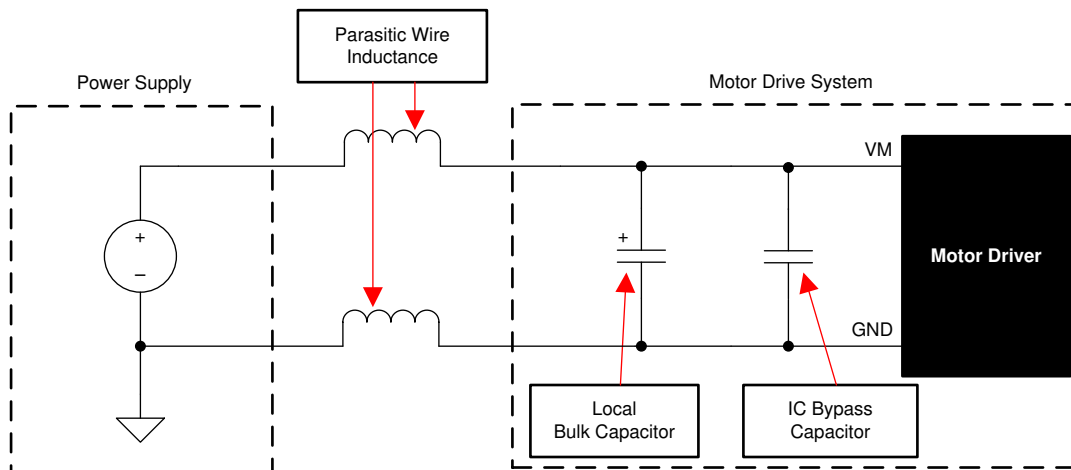 Parasitic Wire
Inductance
Power Supply
Motor Drive System
VM
+
–
+
Motor Driver
GND
Local
Bulk Capacitor
IC Bypass
Capacitor